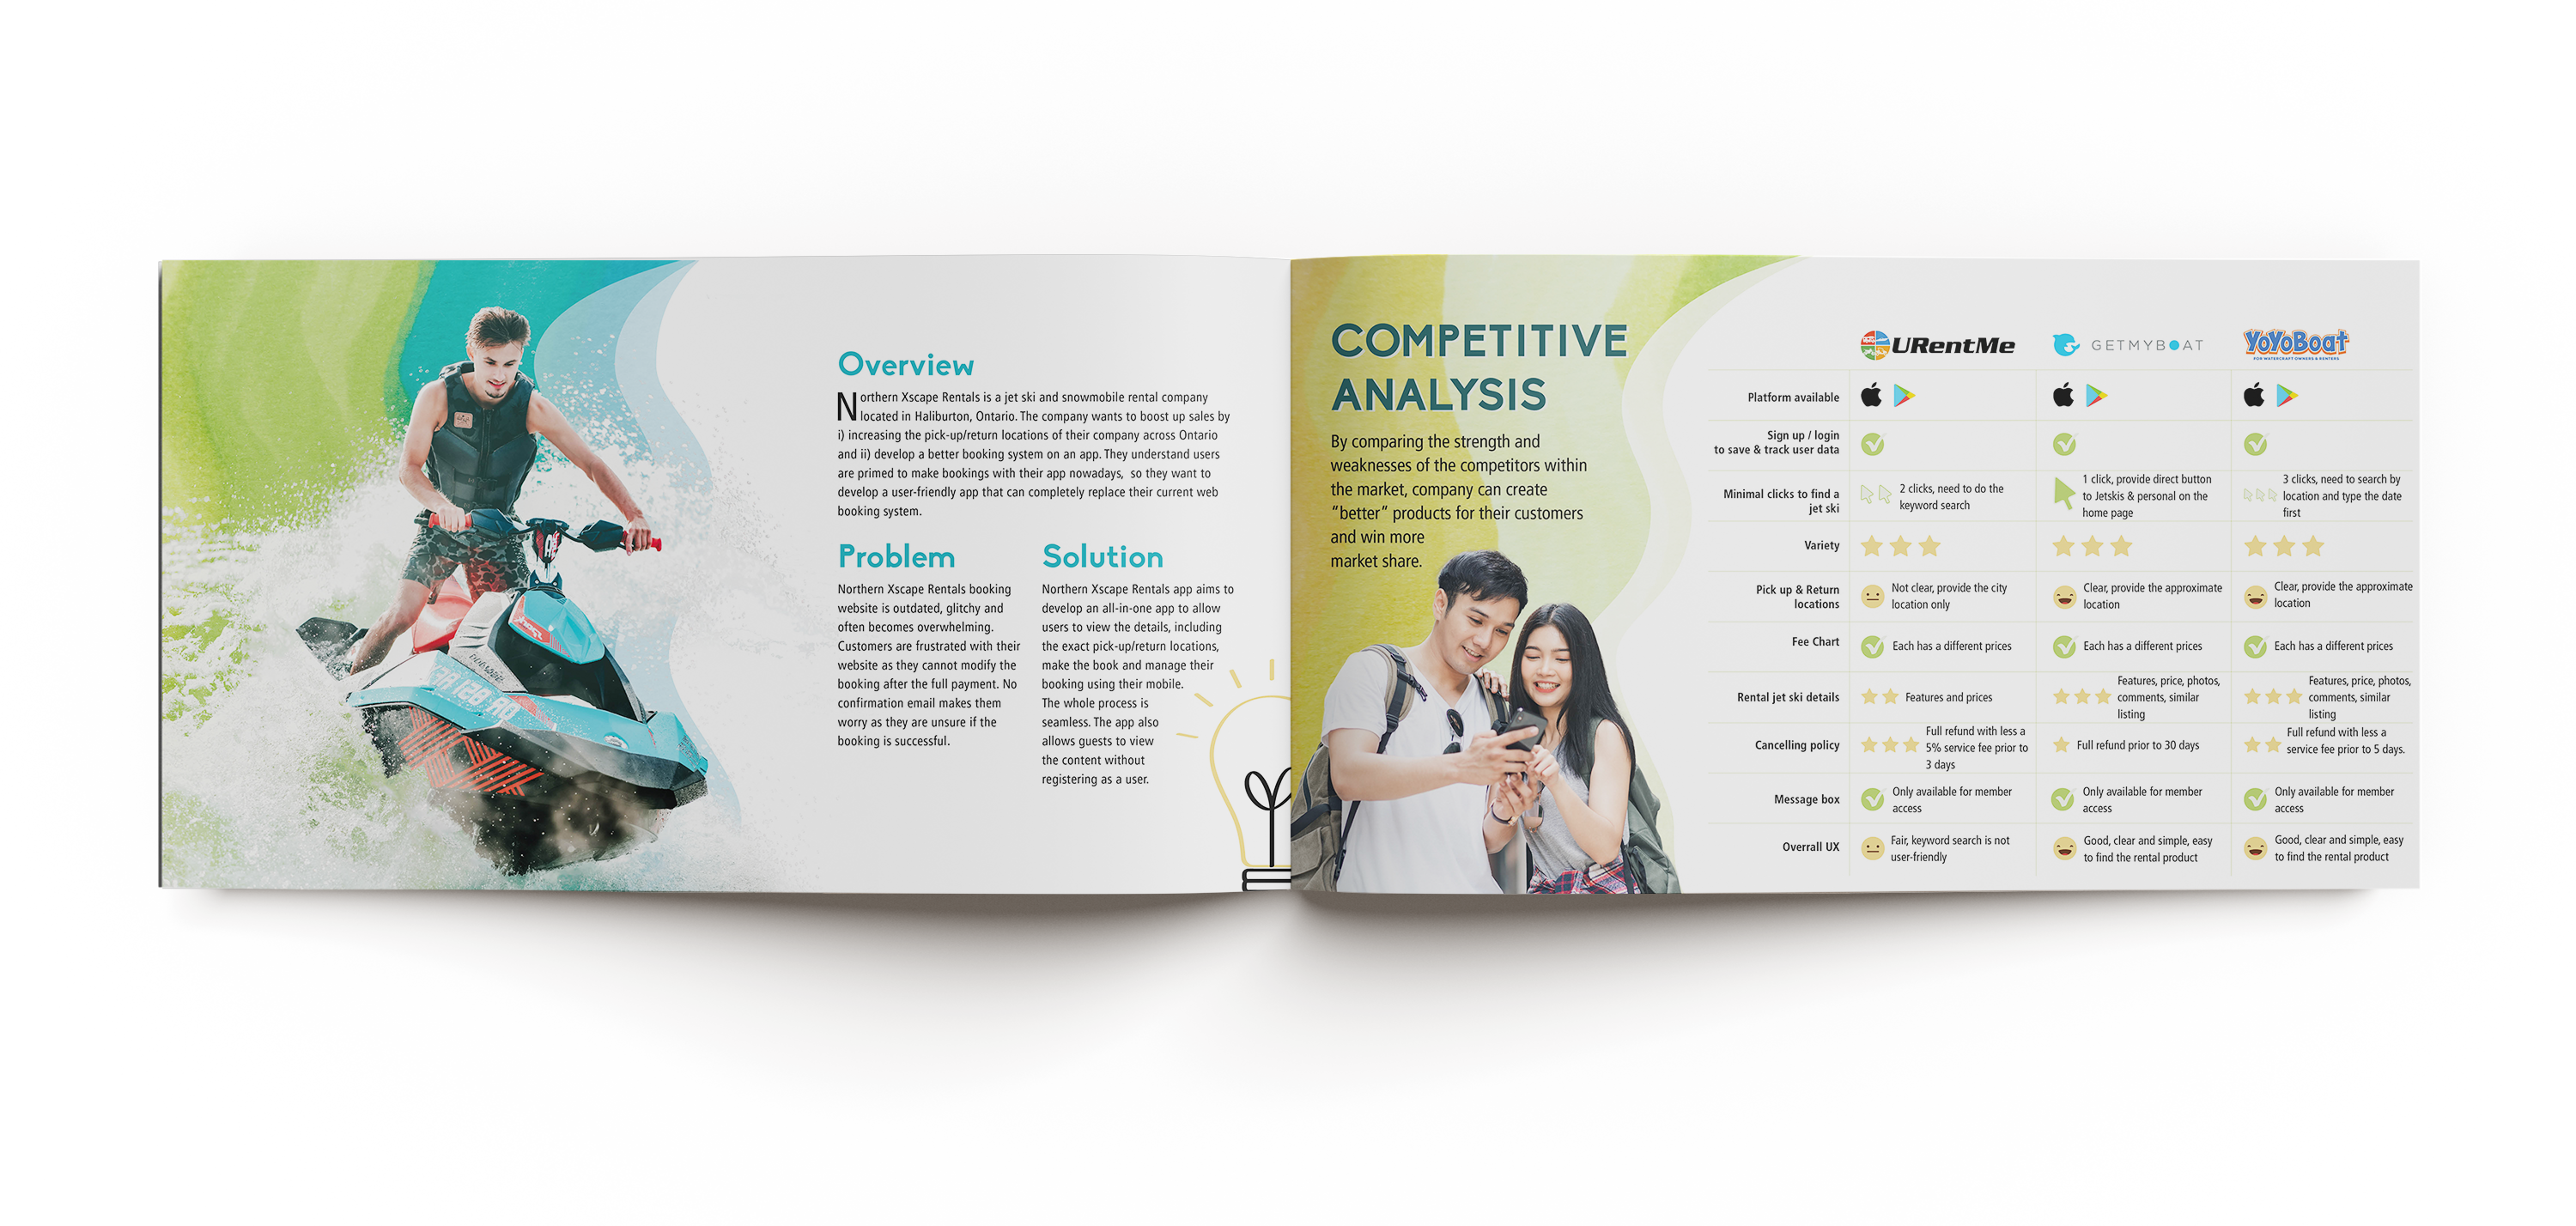 Overview
Northern Xscape Rentals is a jet ski and snowmobile rental company
located in Haliburton, Ontario. The company wants to boost up sales by
i) increasing the pick-up/return locations of their company across Ontario
and ii) develop a better booking system on an app. They understand users
are primed to make bookings with their app nowadays, so they want to
develop a user-friendly app that can completely replace their current web
booking system.
Problem
Northern Xscape Rentals booking
website is outdated, glitchy and
often becomes overwhelming.
Customers are frustrated with their
website as they cannot modify the
booking after the full payment. No
confirmation email makes them
worry as they are unsure if the
booking is successful.
Solution
Northern Xscape Rentals app aims to
develop an all-in-one app to allow
users to view the details, including
the exact pick-up/return locations,
make the book and manage their
booking using their mobile.
The whole process is
seamless. The app also
allows guests to view
the content without
registering as a user.
COMPETITIVE
ANALYSIS
By comparing the strength and
weaknesses of the competitors within
the market, company can create
“better” products for their customers
and win more
market share.
URentMe
GETMYBOAT
YoYoBoat
FOR WATERCRAFT OWNERS & RENTERS
Platform available
Sign up / login
to save & track user data
Minimal clicks to find a
jet ski
2 clicks, need to do the
keyword search
1 click, provide direct button
to Jetskis & personal on the
home page
3 clicks, need to search by
location and type the date
first
Variety
Pick up & Return
locations
Not clear, provide the city
location only
Clear, provide the approximate
location
Clear, provide the approximate
location
Fee Chart
Each has a different prices
Each has a different prices
Each has a different prices
Rental jet ski details
Features and prices
Features, price, photos,
comments, similar
listing
Features, price, photos,
comments, similar
listing
Cancelling policy
Full refund with less a
5% service fee prior to
3 days
Full refund prior to 30 days
Full refund with less a
service fee prior to 5 days.
Message box
Only available for member
access
Only available for member
access
Only available for member
access
Overrall UX
Fair, keyword search is not
user-friendly
Good, clear and simple, easy
to find the rental product
Good, clear and simple, easy
to find the rental product